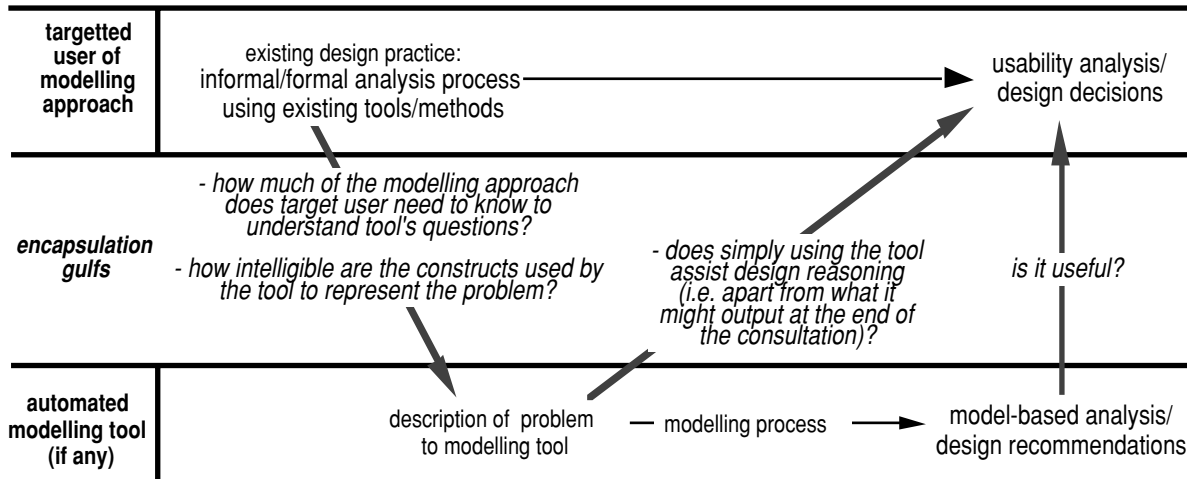 targetted
user of
modelling
approach
existing design practice:
informal/formal analysis process
using existing tools/methods
usability analysis/
design decisions
encapsulation
gulfs
- how much of the modelling approach
does target user need to know to
understand tool's questions?
- how intelligible are the constructs used by
the tool to represent the problem?
- does simply using the tool
assist design reasoning
(i.e. apart from what it
might output at the end of
the consultation)?
is it useful?
automated
modelling tool
(if any)
description of problem
to modelling tool
modelling process
model-based analysis/
design recommendations